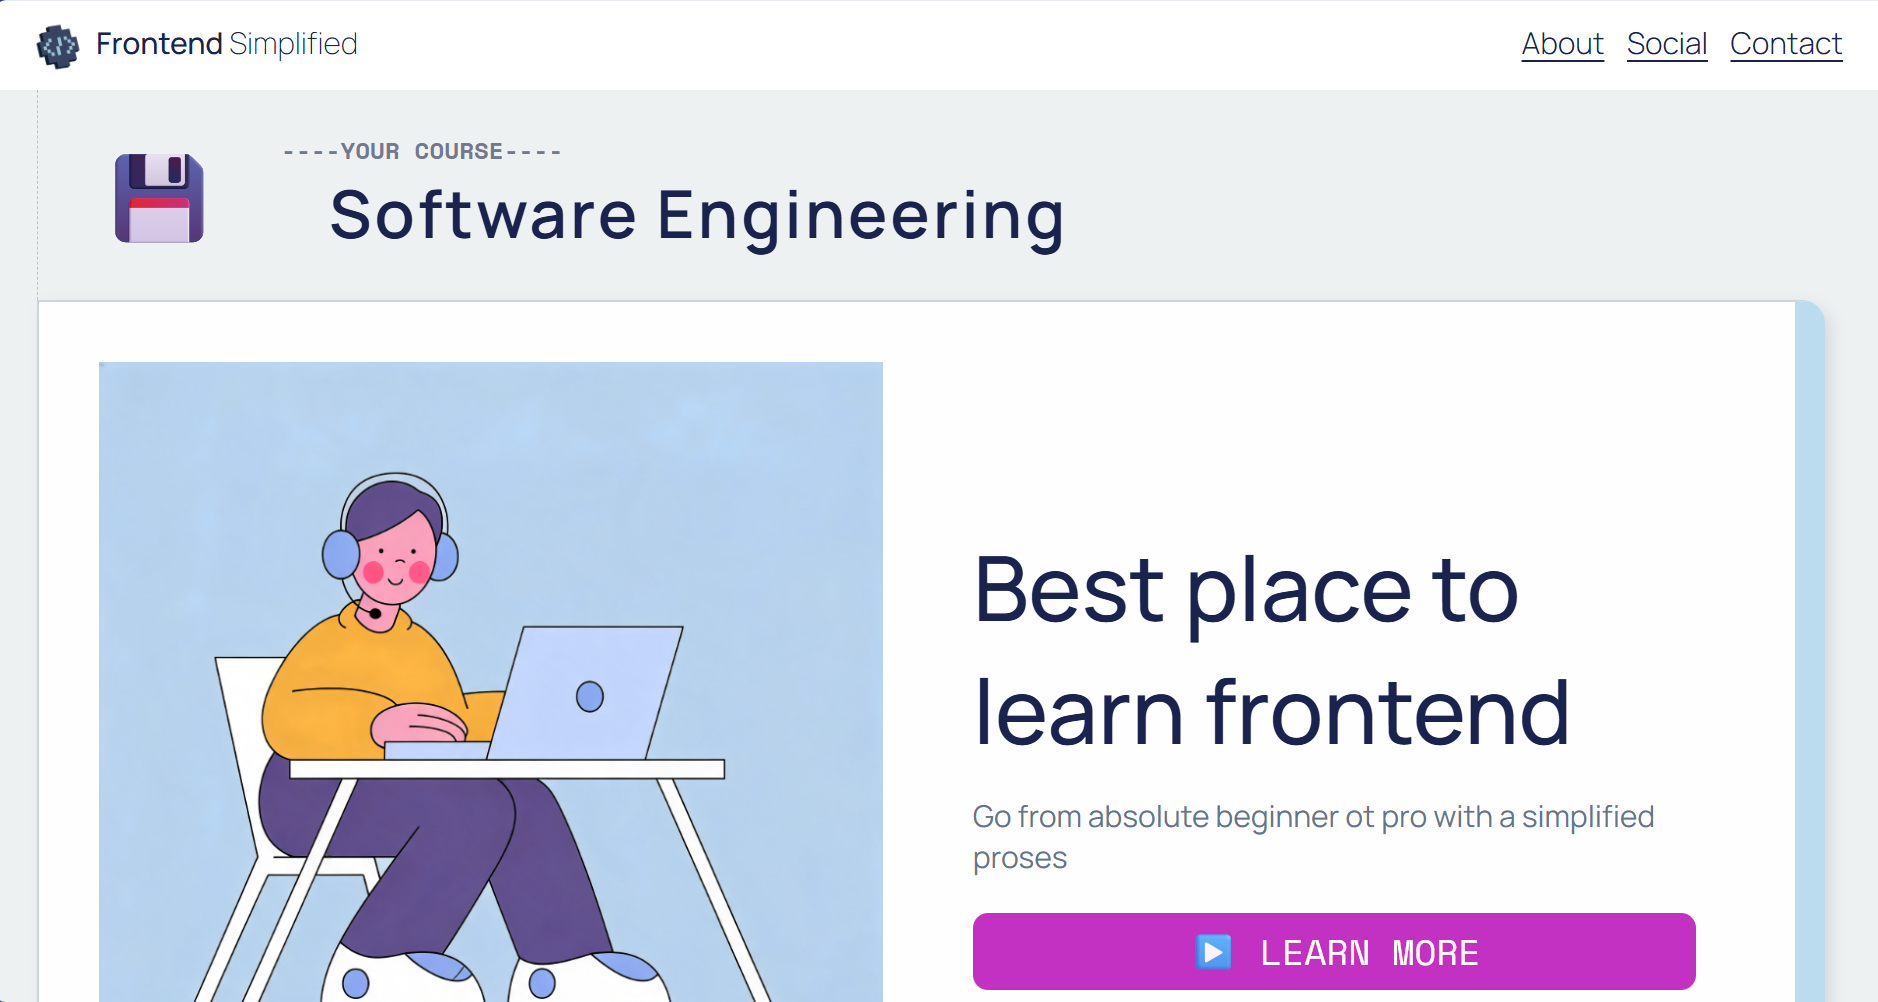 </>
Frontend Simplified
About Social Contact
----YOUR COURSE----
Software Engineering
Best place to
learn frontend
Go from absolute beginner ot pro with a simplified
proses
LEARN MORE